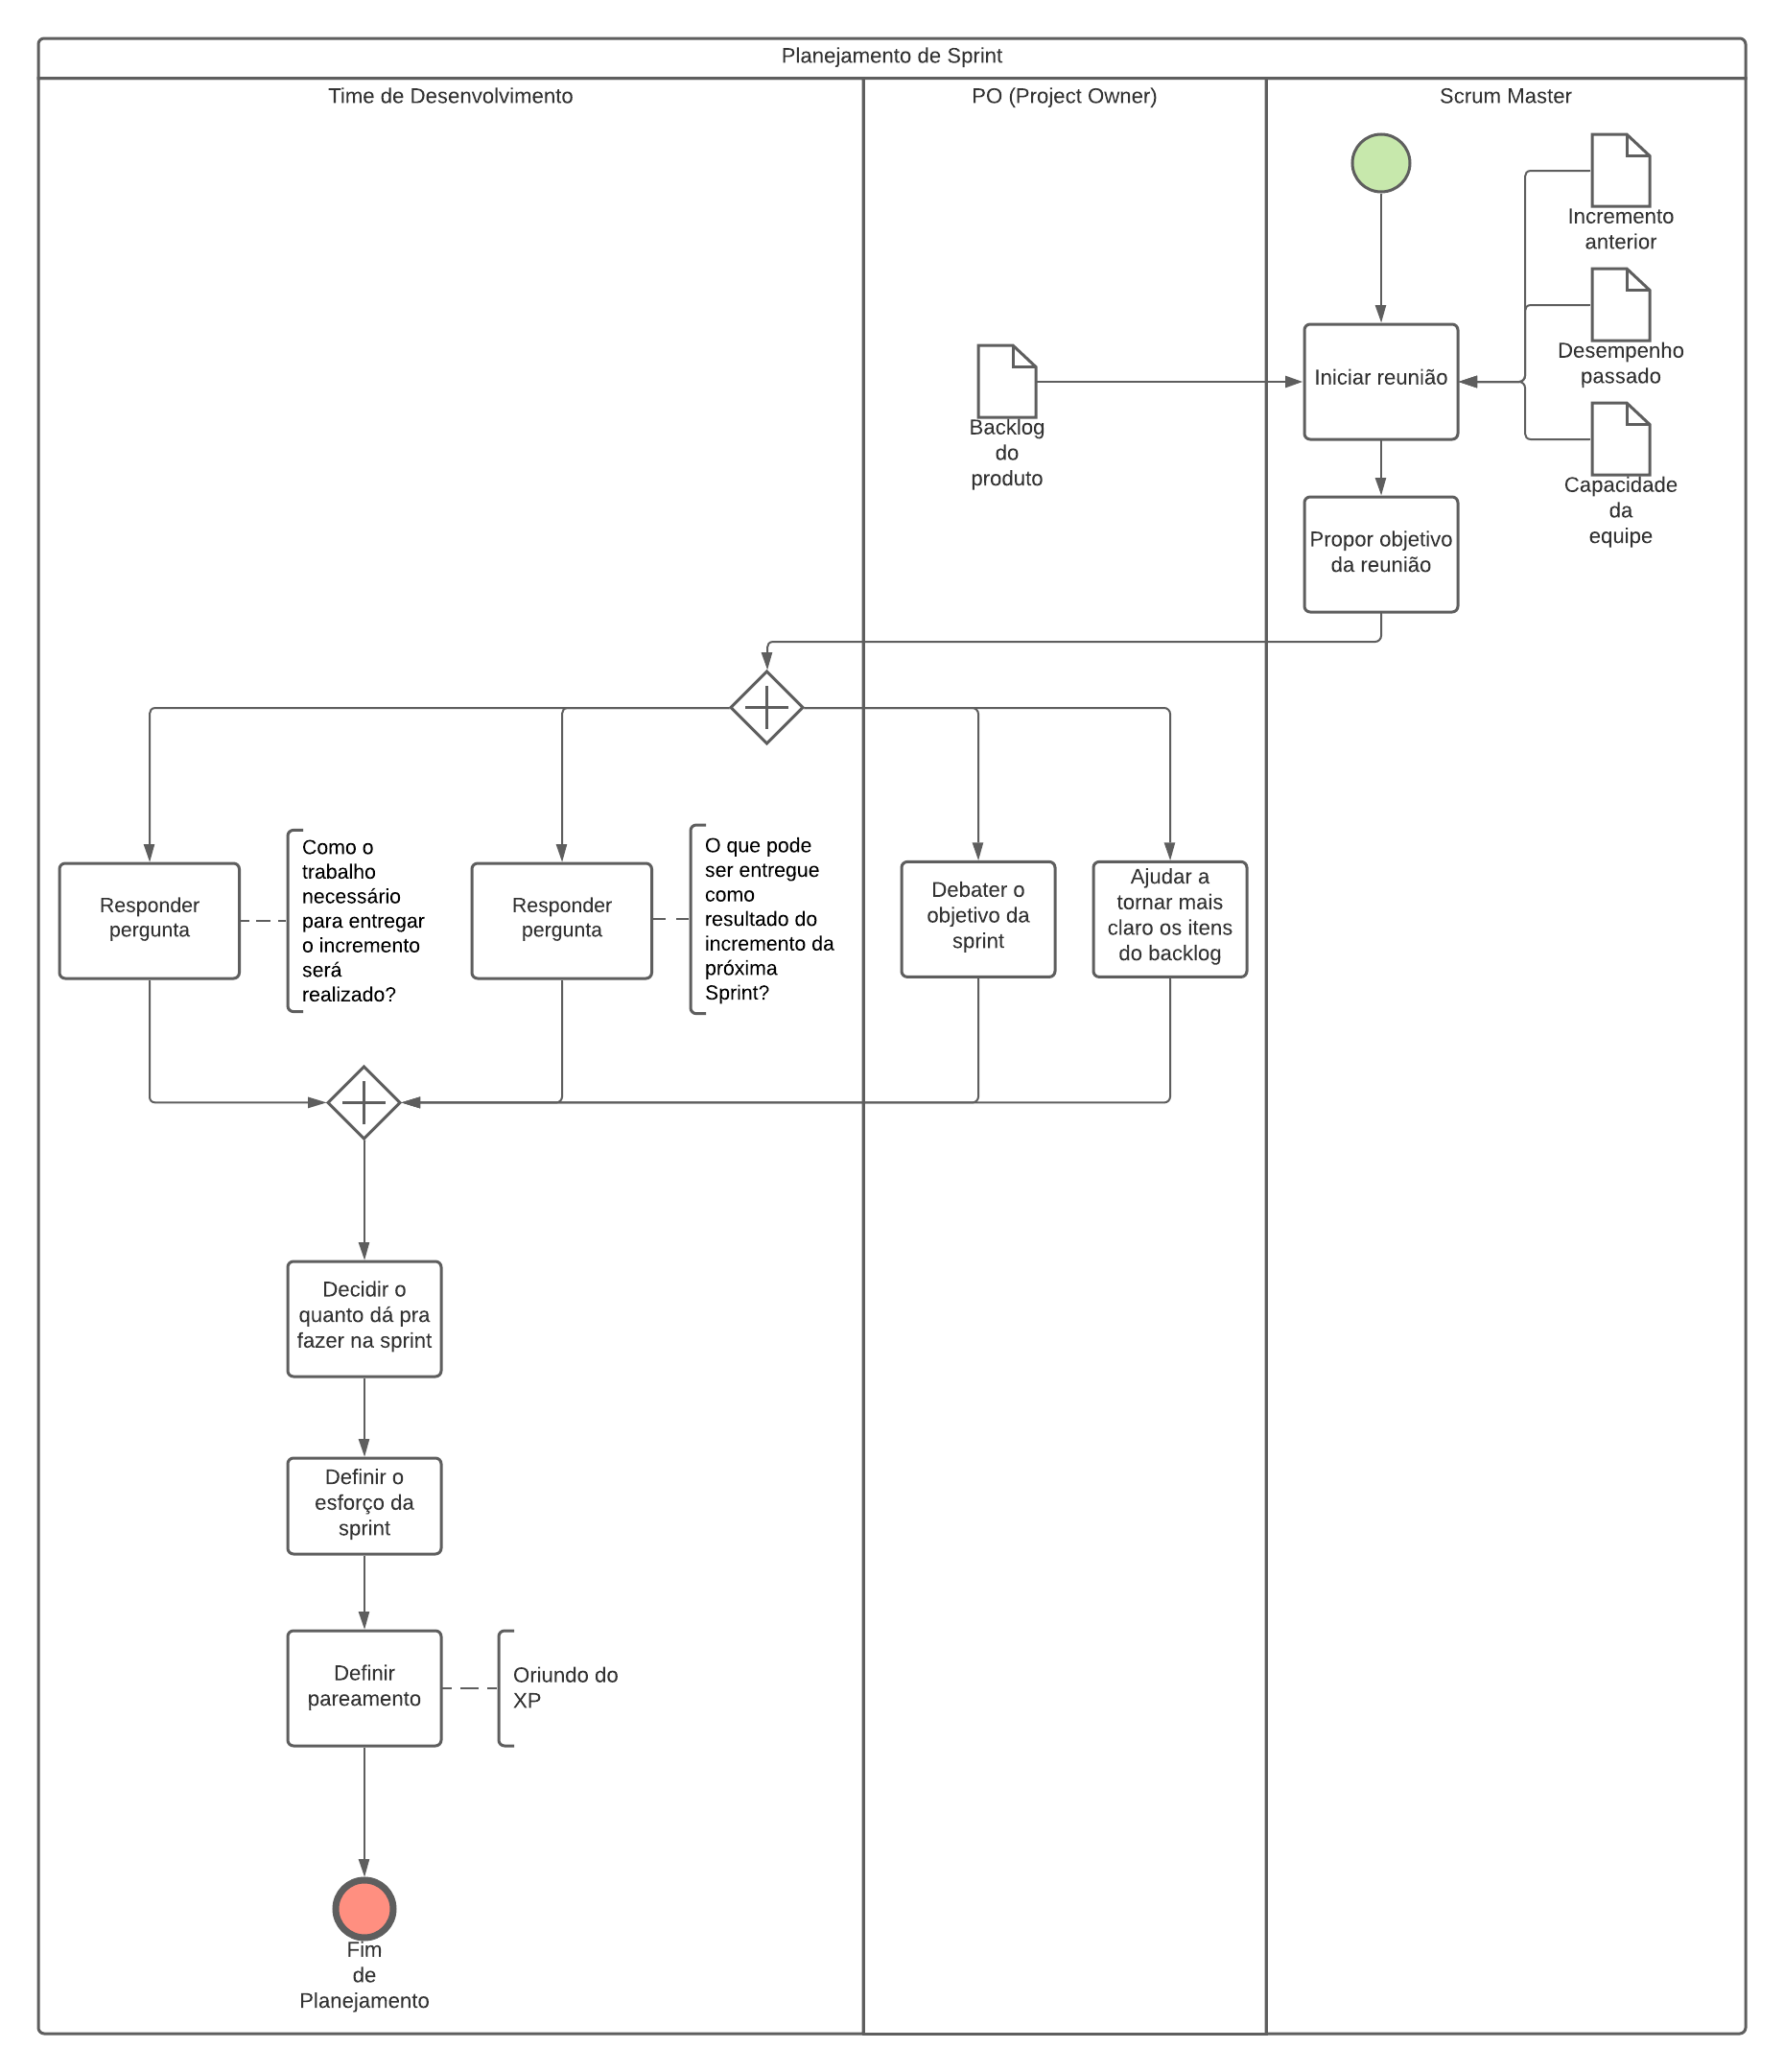 Planejamento de Sprint
Time de Desenvolvimento
PO (Project Owner)
Scrum Master
Incremento
anterior
Desempenho
passado
Capacidade
da
equipe
Backlog
do
produto
Iniciar reunião
Propor objetivo
da reunião
Responder
pergunta
Como o
trabalho
necessário
para entregar
o incremento
será
realizado?
Responder
pergunta
O que pode
ser entregue
como
resultado do
incremento da
próxima
Sprint?
Debater o
objetivo da
sprint
Ajudar a
tornar mais
claro os itens
do backlog
Decidir o
quanto dá pra
fazer na sprint
Definir o
esforço da
sprint
Definir
pareamento
Oriundo do
XP
Fim
de
Planejamento